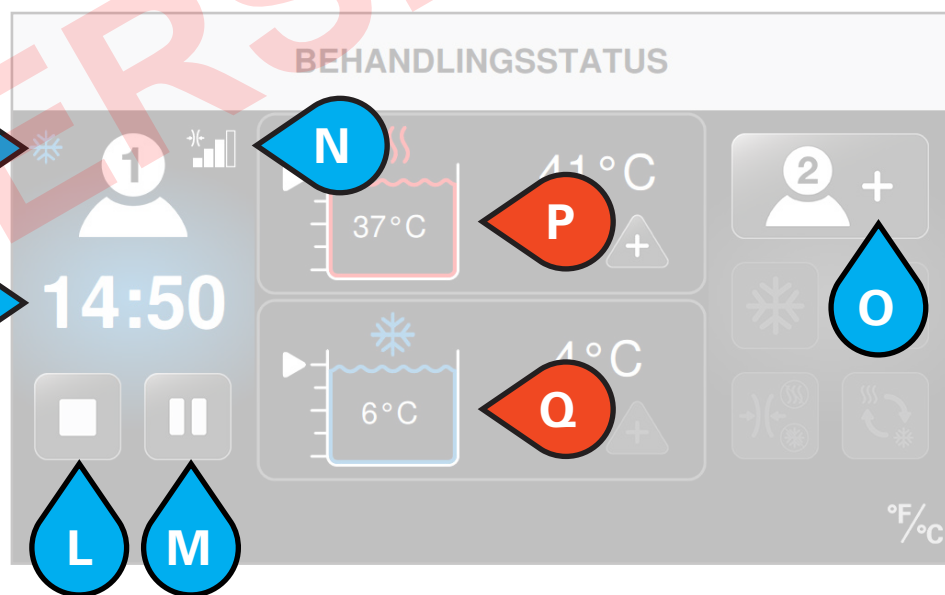 BEHANDLINGSSTATUS
1
N
41°C
37°C
P
+
2
+
14:50
O
4°C
6°C
Q
+
L
M
°F/°C